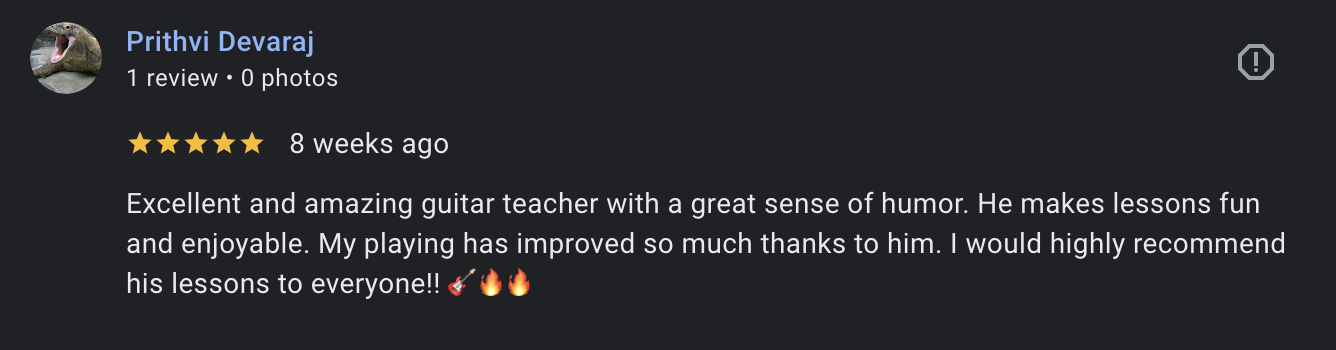 Prithvi Devaraj
1 review • 0 photos
★★★★★ 8 weeks ago
Excellent and amazing guitar teacher with a great sense of humor. He makes lessons fun
and enjoyable. My playing has improved so much thanks to him. I would highly recommend
his lessons to everyone!! 🎸🔥🔥